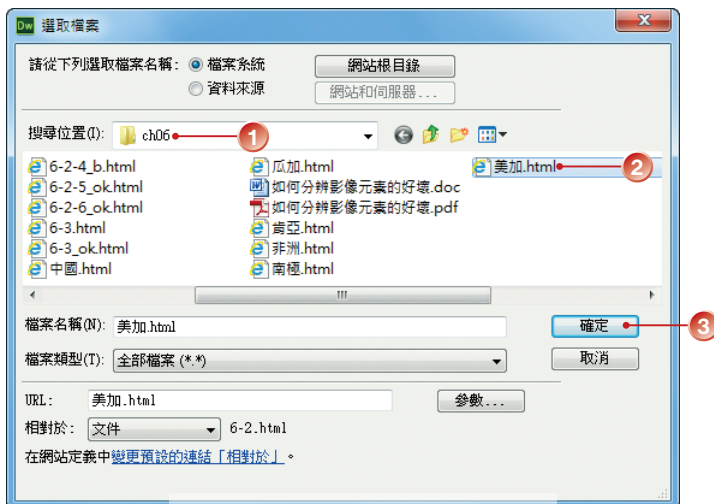 Dw 選取檔案
請從下列選取檔案名稱: 檔案系統 網站根目錄
資料來源 網站和伺服器...
搜尋位置(I): ch06 1
6-2-4_b.html 瓜加.html 美加.html 2
6-2-5_ok.html 如何分辨影像元素的好壞.doc
6-2-6_ok.html 如何分辨影像元素的好壞.pdf
6-3.html 肯亞.html
6-3_ok.html 非洲.html
中國.html 南極.html
檔案名稱(N): 美加.html 確定 3
檔案類型(T): 全部檔案 (*.*) 取消
URL: 美加.html 參數...
相對於: 文件 6-2.html
在網站定義中變更預設的連結「相對於」。